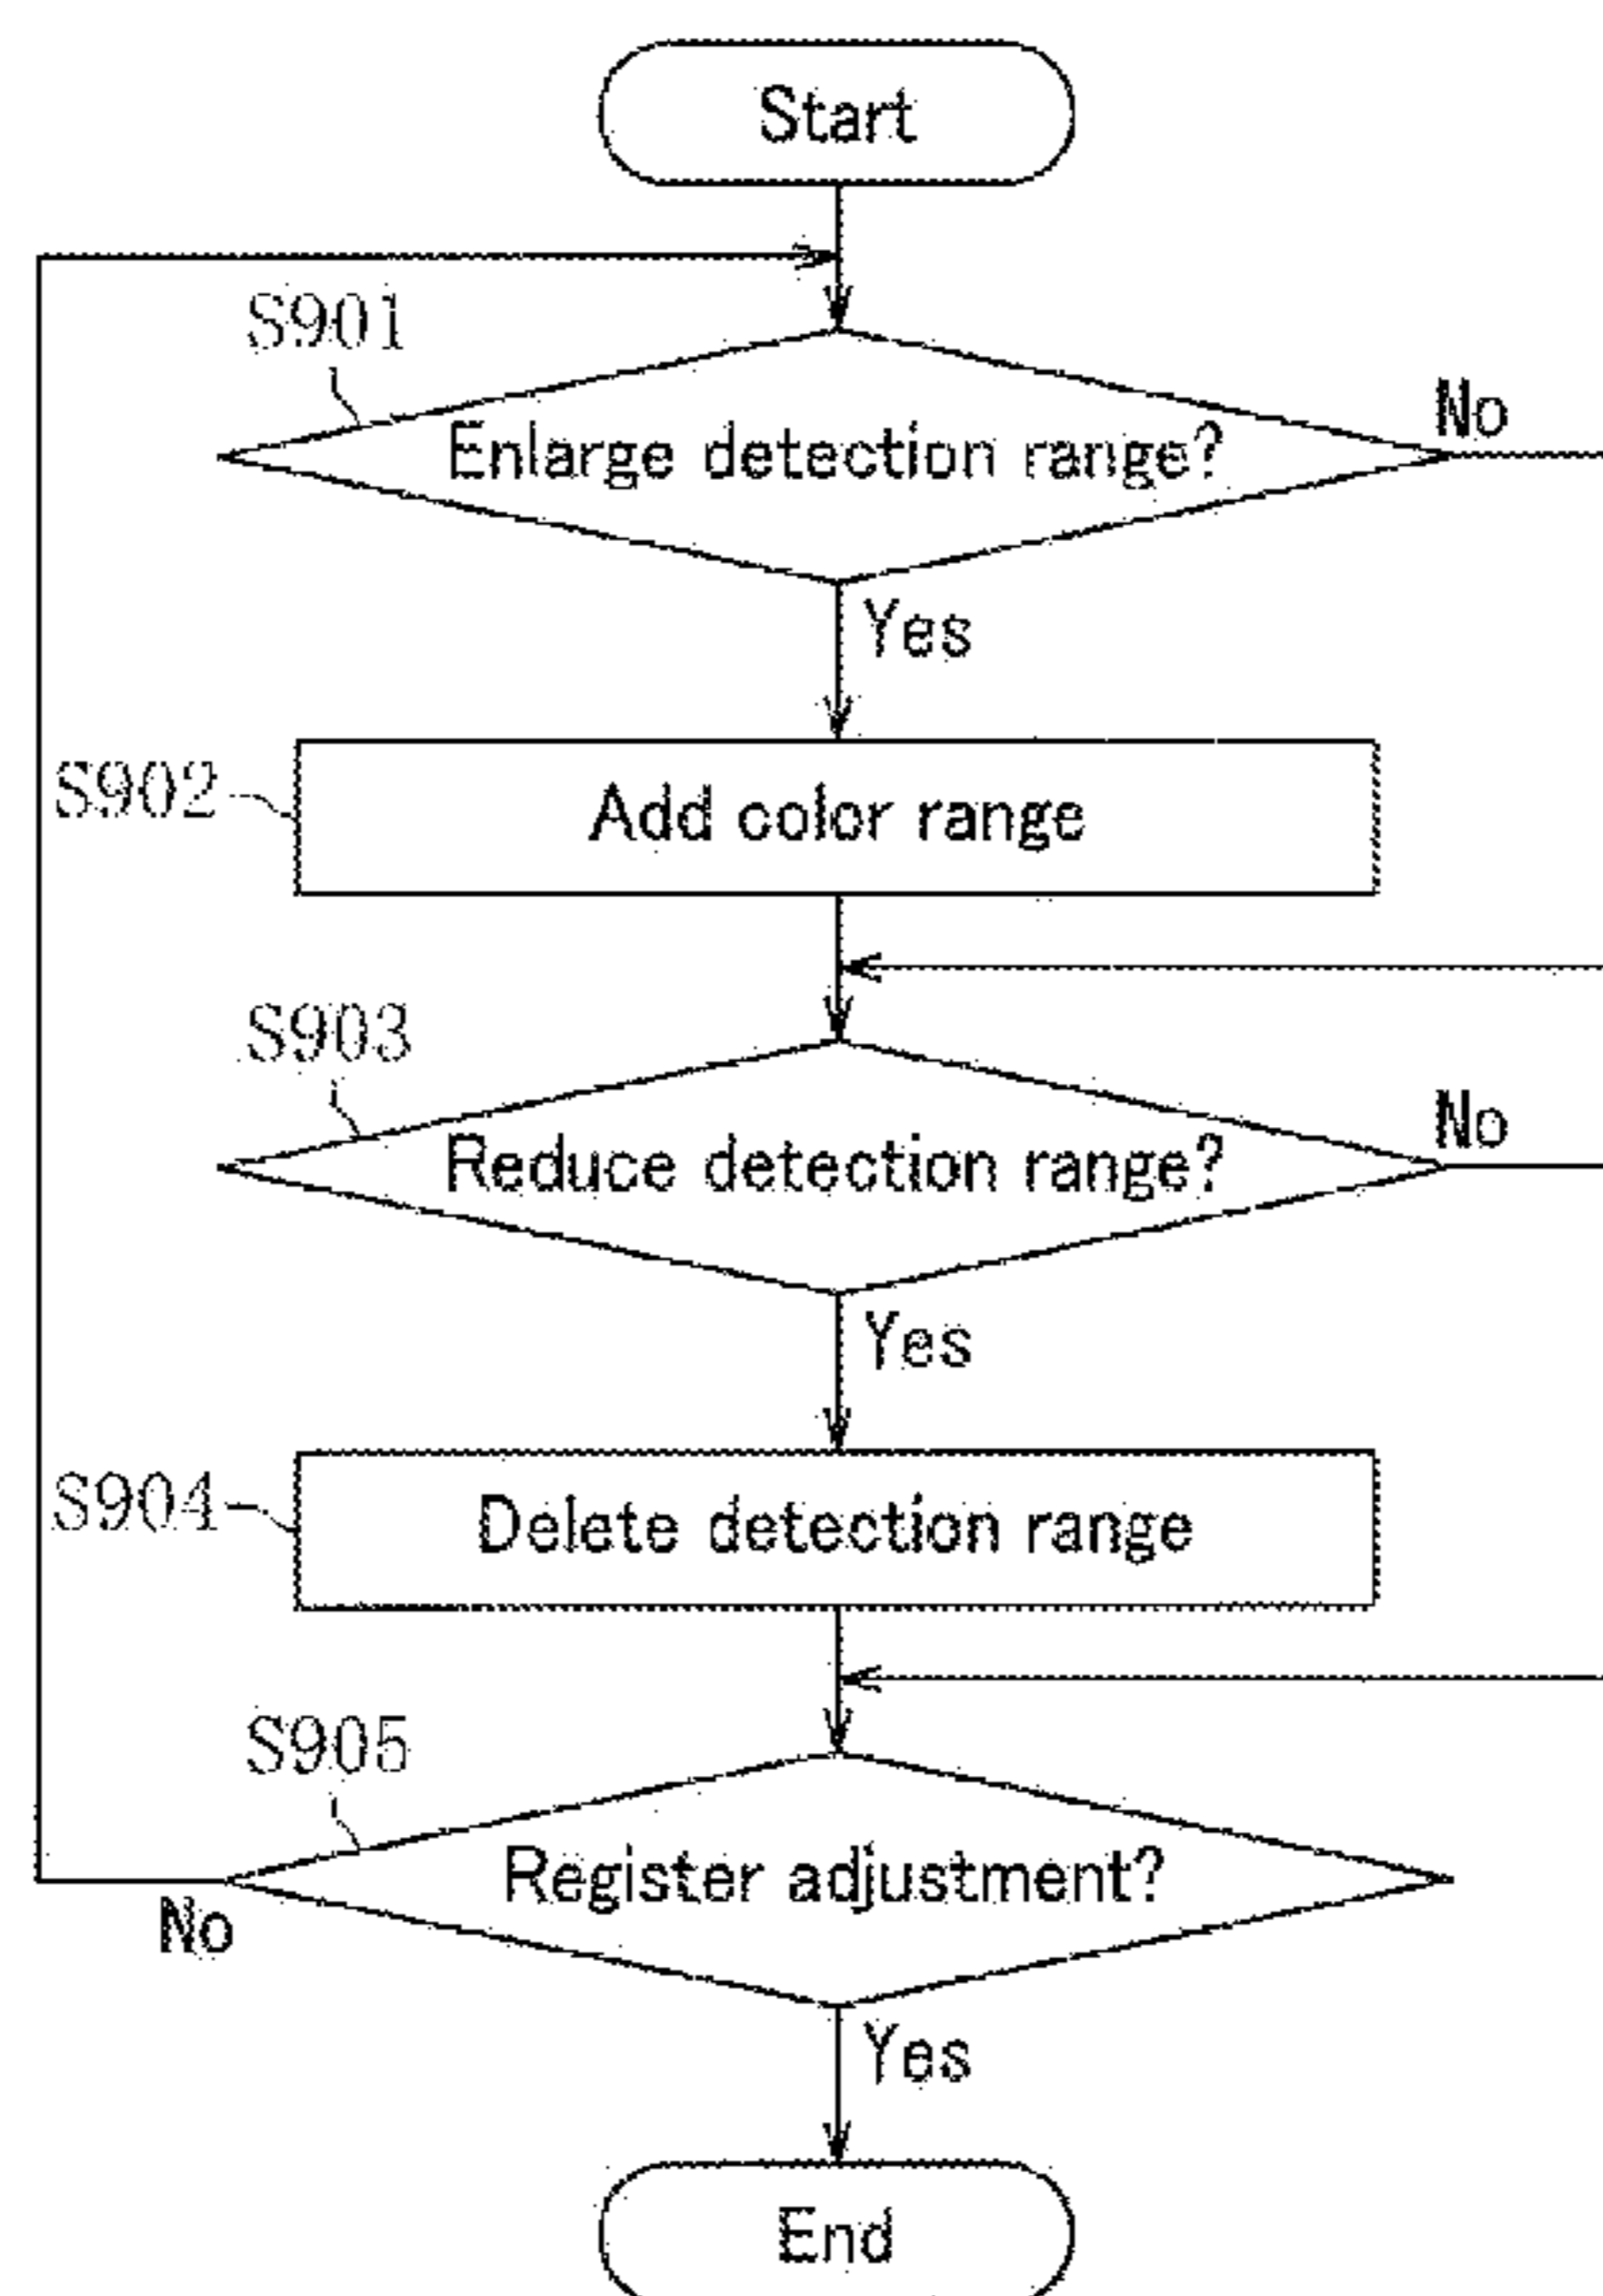 Start
S901
Enlarge detection range?
No
Yes
S902
Add color range
S903
Reduce detection range?
No
Yes
S904
Delete detection range
S905
Register adjustment?
No
Yes
End